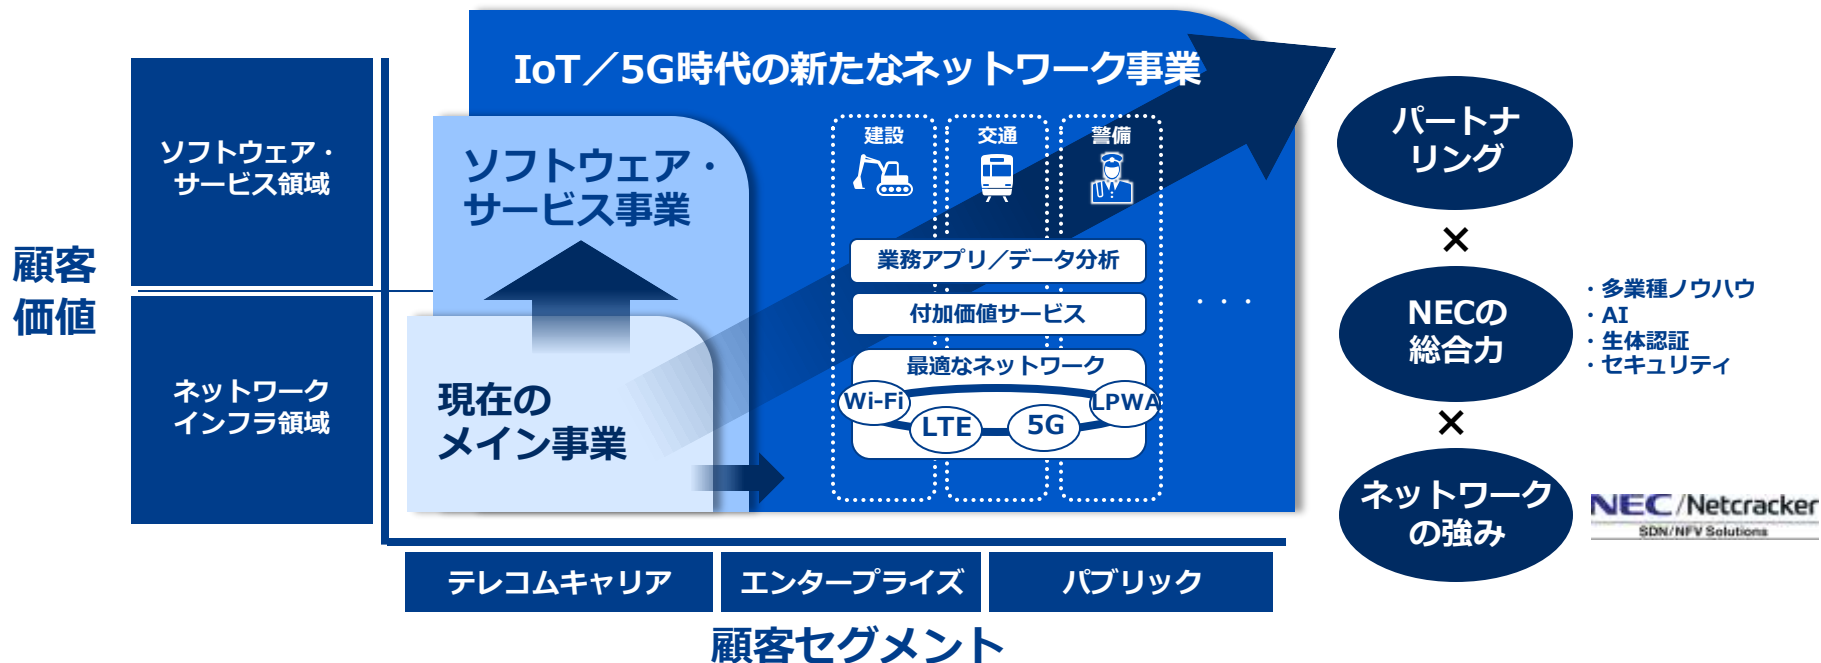 IoT／5G時代の新たなネットワーク事業
顧客
価値
ソフトウェア・
サービス領域
ネットワーク
インフラ領域
ソフトウェア・
サービス事業
現在の
メイン事業
建設
交通
警備
業務アプリ／データ分析
付加価値サービス
最適なネットワーク
Wi-Fi
LTE
5G
LPWA
・・・
テレコムキャリア
エンタープライズ
パブリック
顧客セグメント
パートナ
リング
×
NECの
総合力
・多業種ノウハウ
・AI
・生体認証
・セキュリティ
×
ネットワーク
の強み
NEC/Netcracker
SDN/NFV Solutions